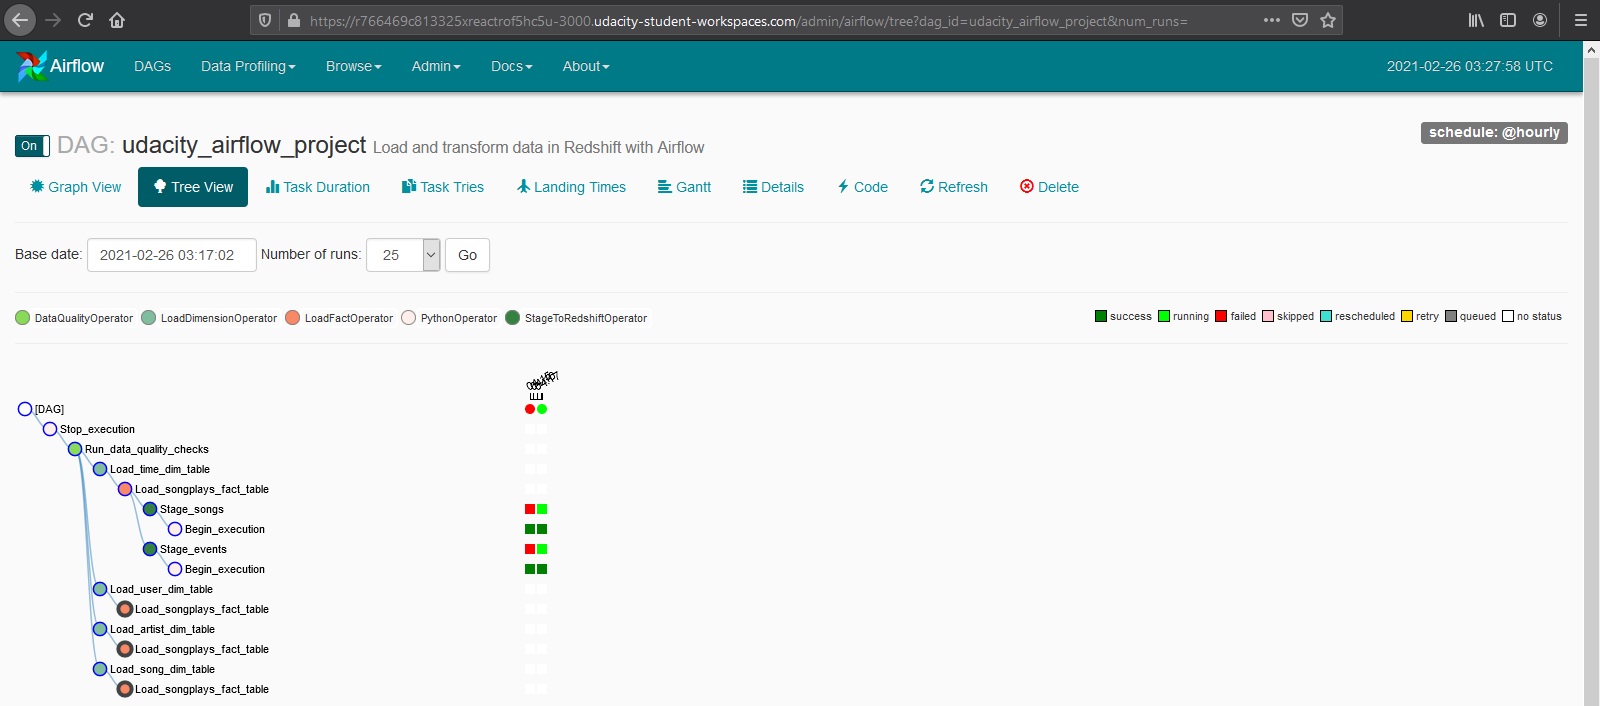 https://r766469c813325xreactrof5hc5u-3000.udacity-student-workspaces.com/admin/airflow/tree?dag_id=udacity_airflow_project&num_runs=
Airflow DAGs Data Profiling Browse Admin Docs About 2021-02-26 03:27:58 UTC
schedule: @hourly
On DAG: udacity_airflow_project Load and transform data in Redshift with Airflow
Graph View Tree View Task Duration Task Tries Landing Times Gantt Details Code Refresh Delete
Base date: 2021-02-26 03:17:02 Number of runs: 25 Go
DataQualityOperator LoadDimensionOperator LoadFactOperator PythonOperator StageToRedshiftOperator success running failed skipped rescheduled retry queued no status
[DAG]
Stop_execution
Run_data_quality_checks
Load_time_dim_table
Load_songplays_fact_table
Stage_songs
Begin_execution
Stage_events
Begin_execution
Load_user_dim_table
Load_songplays_fact_table
Load_artist_dim_table
Load_songplays_fact_table
Load_song_dim_table
Load_songplays_fact_table